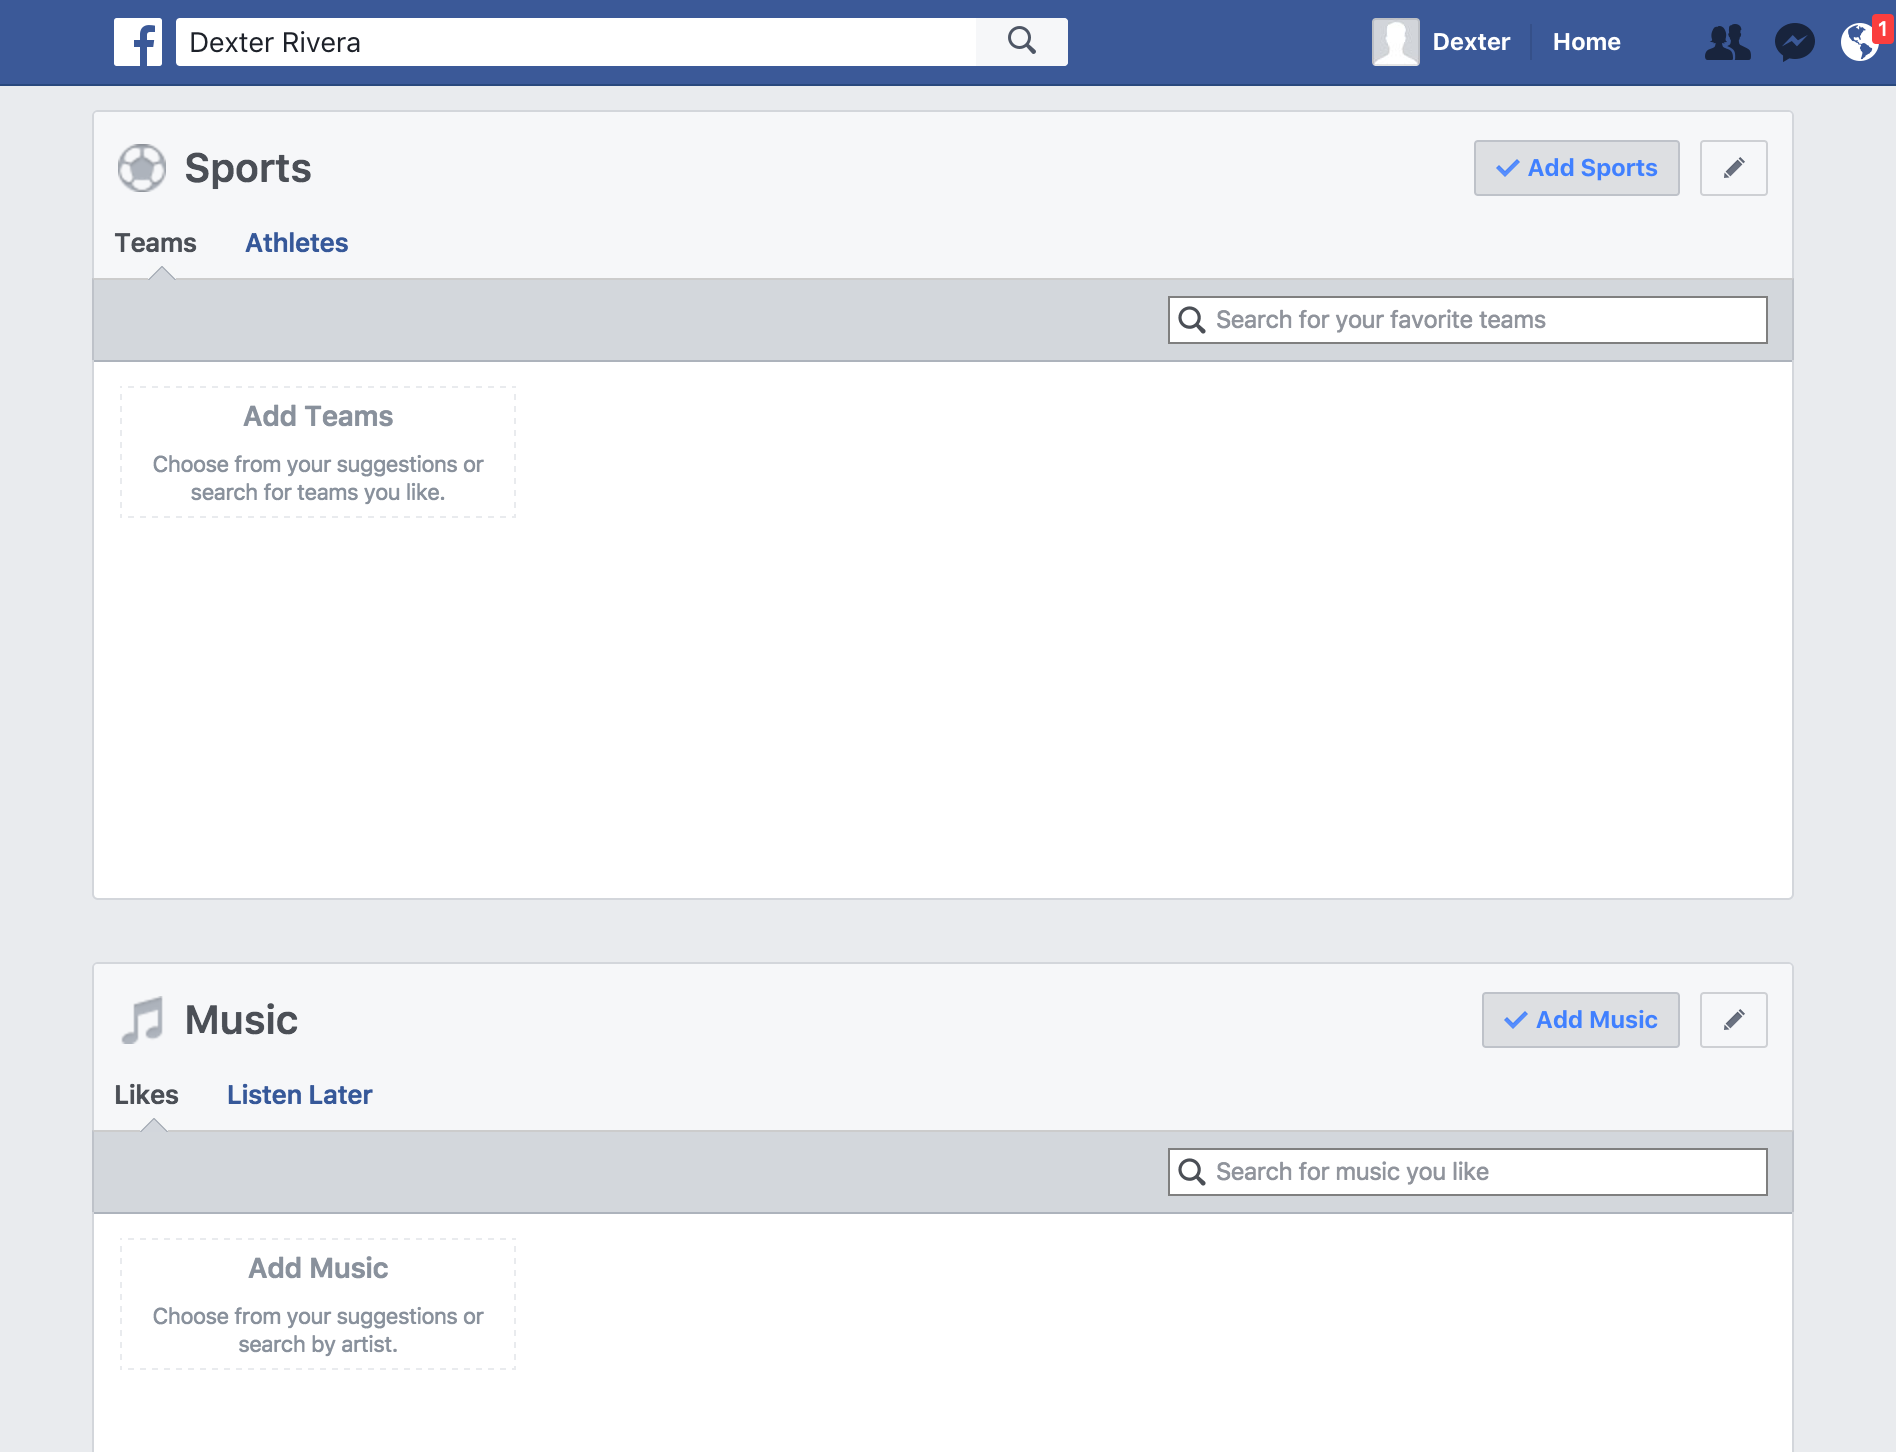 f
Dexter Rivera
Dexter
Home
1
Sports
Add Sports
Teams
Athletes
Search for your favorite teams
Add Teams
Choose from your suggestions or
search for teams you like.
Music
Add Music
Likes
Listen Later
Search for music you like
Add Music
Choose from your suggestions or
search by artist.